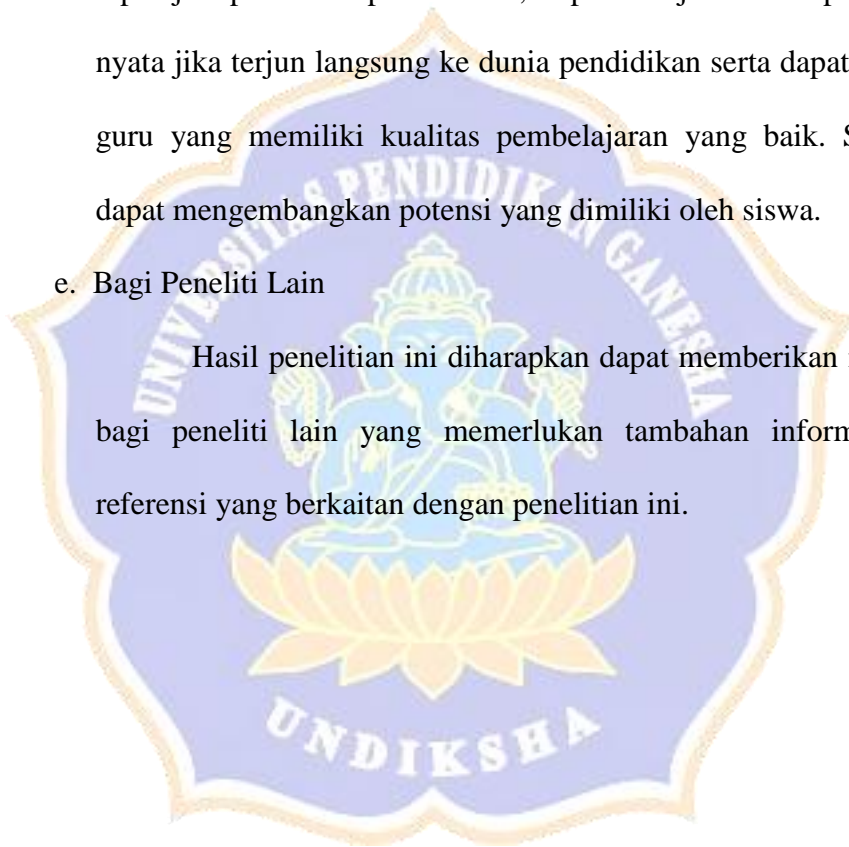 nyata jika terjun langsung ke dunia pendidikan serta dapat
guru yang memiliki kualitas pembelajaran yang baik. S
dapat mengembangkan potensi yang dimiliki oleh siswa.
e. Bagi Peneliti Lain
Hasil penelitian ini diharapkan dapat memberikan
bagi peneliti lain yang memerlukan tambahan inform
referensi yang berkaitan dengan penelitian ini.
UNIVERSITAS PENDIDIKAN GANESHA
UNDIKSHA